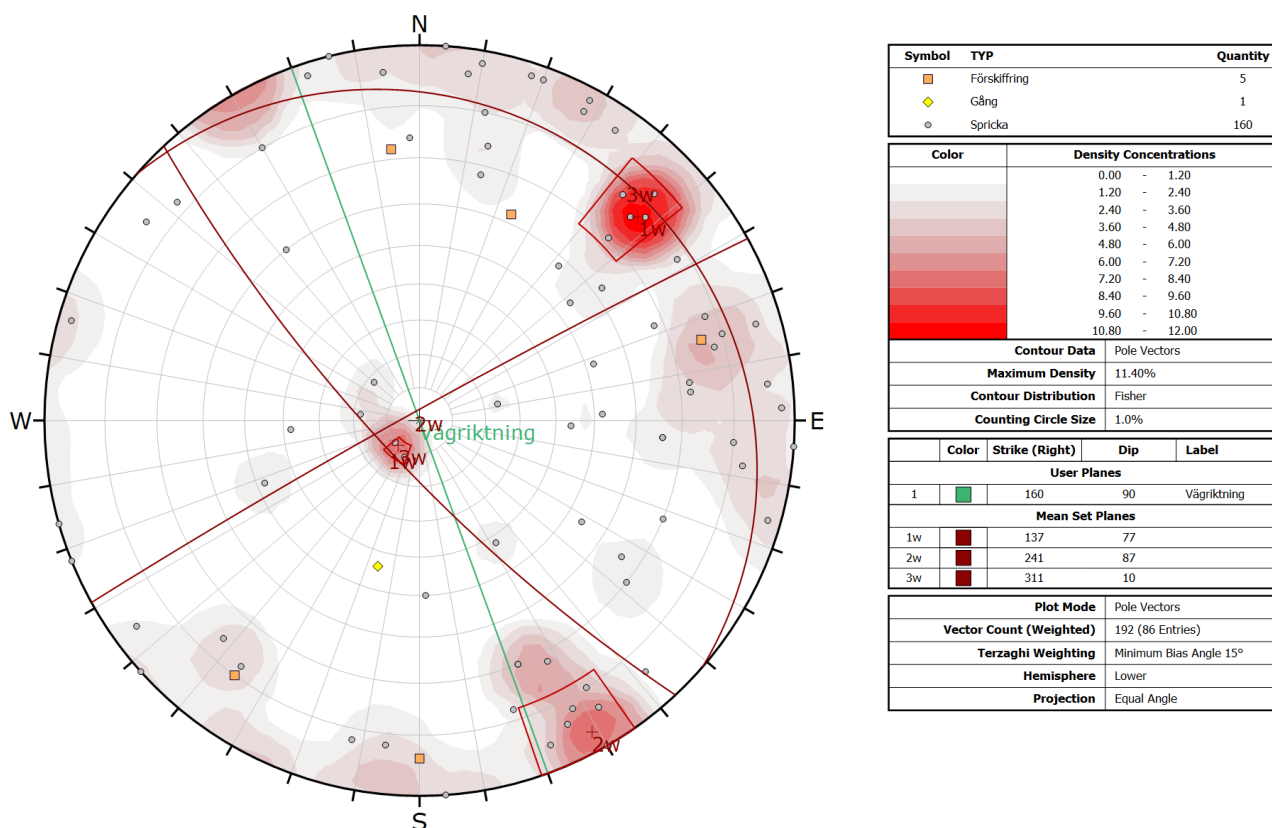 N
W
E
S
3w
1w
2w
Vägriktning
1w
3w
2w
Symbol TYP Quantity
Förskiffring 5
Gång 1
Spricka 160
Color Density Concentrations
0.00 - 1.20
1.20 - 2.40
2.40 - 3.60
3.60 - 4.80
4.80 - 6.00
6.00 - 7.20
7.20 - 8.40
8.40 - 9.60
9.60 - 10.80
10.80 - 12.00
Contour Data Pole Vectors
Maximum Density 11.40%
Contour Distribution Fisher
Counting Circle Size 1.0%
Color Strike (Right) Dip Label
User Planes
1 160 90 Vägriktning
Mean Set Planes
1w 137 77
2w 241 87
3w 311 10
Plot Mode Pole Vectors
Vector Count (Weighted) 192 (86 Entries)
Terzaghi Weighting Minimum Bias Angle 15°
Hemisphere Lower
Projection Equal Angle